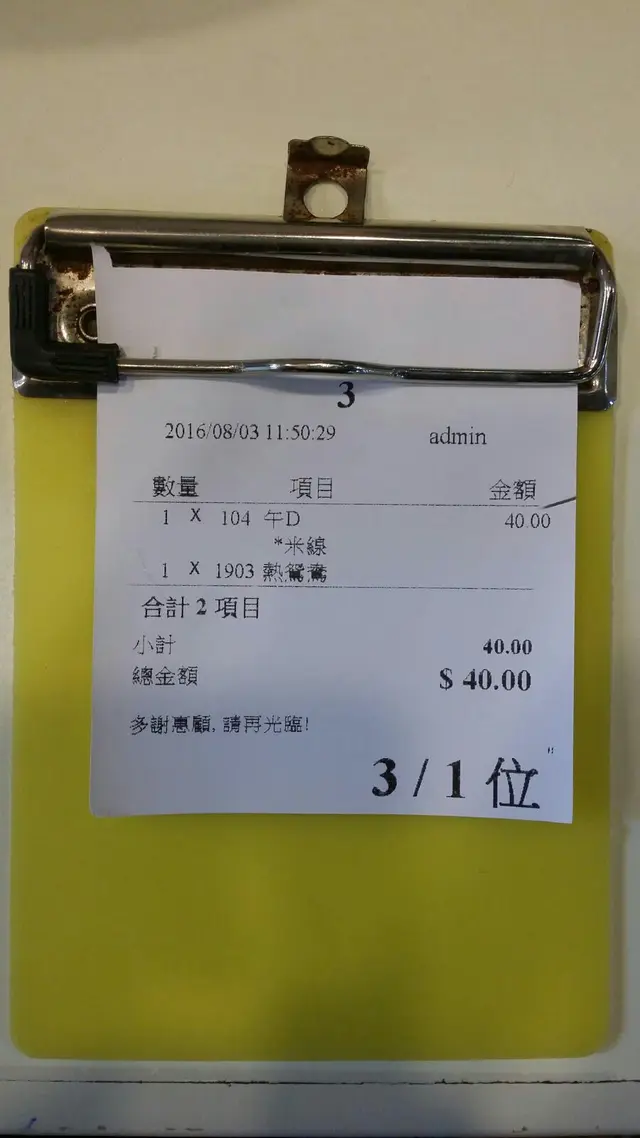 3
2016/08/03 11:50:29 admin
數量 項目 金額
1 X 104 午D 40.00
*米線
1 X 1903 熱鴛鴦
合計 2 項目
小計 40.00
總金額 $ 40.00
多謝惠顧, 請再光臨!
3 / 1 位